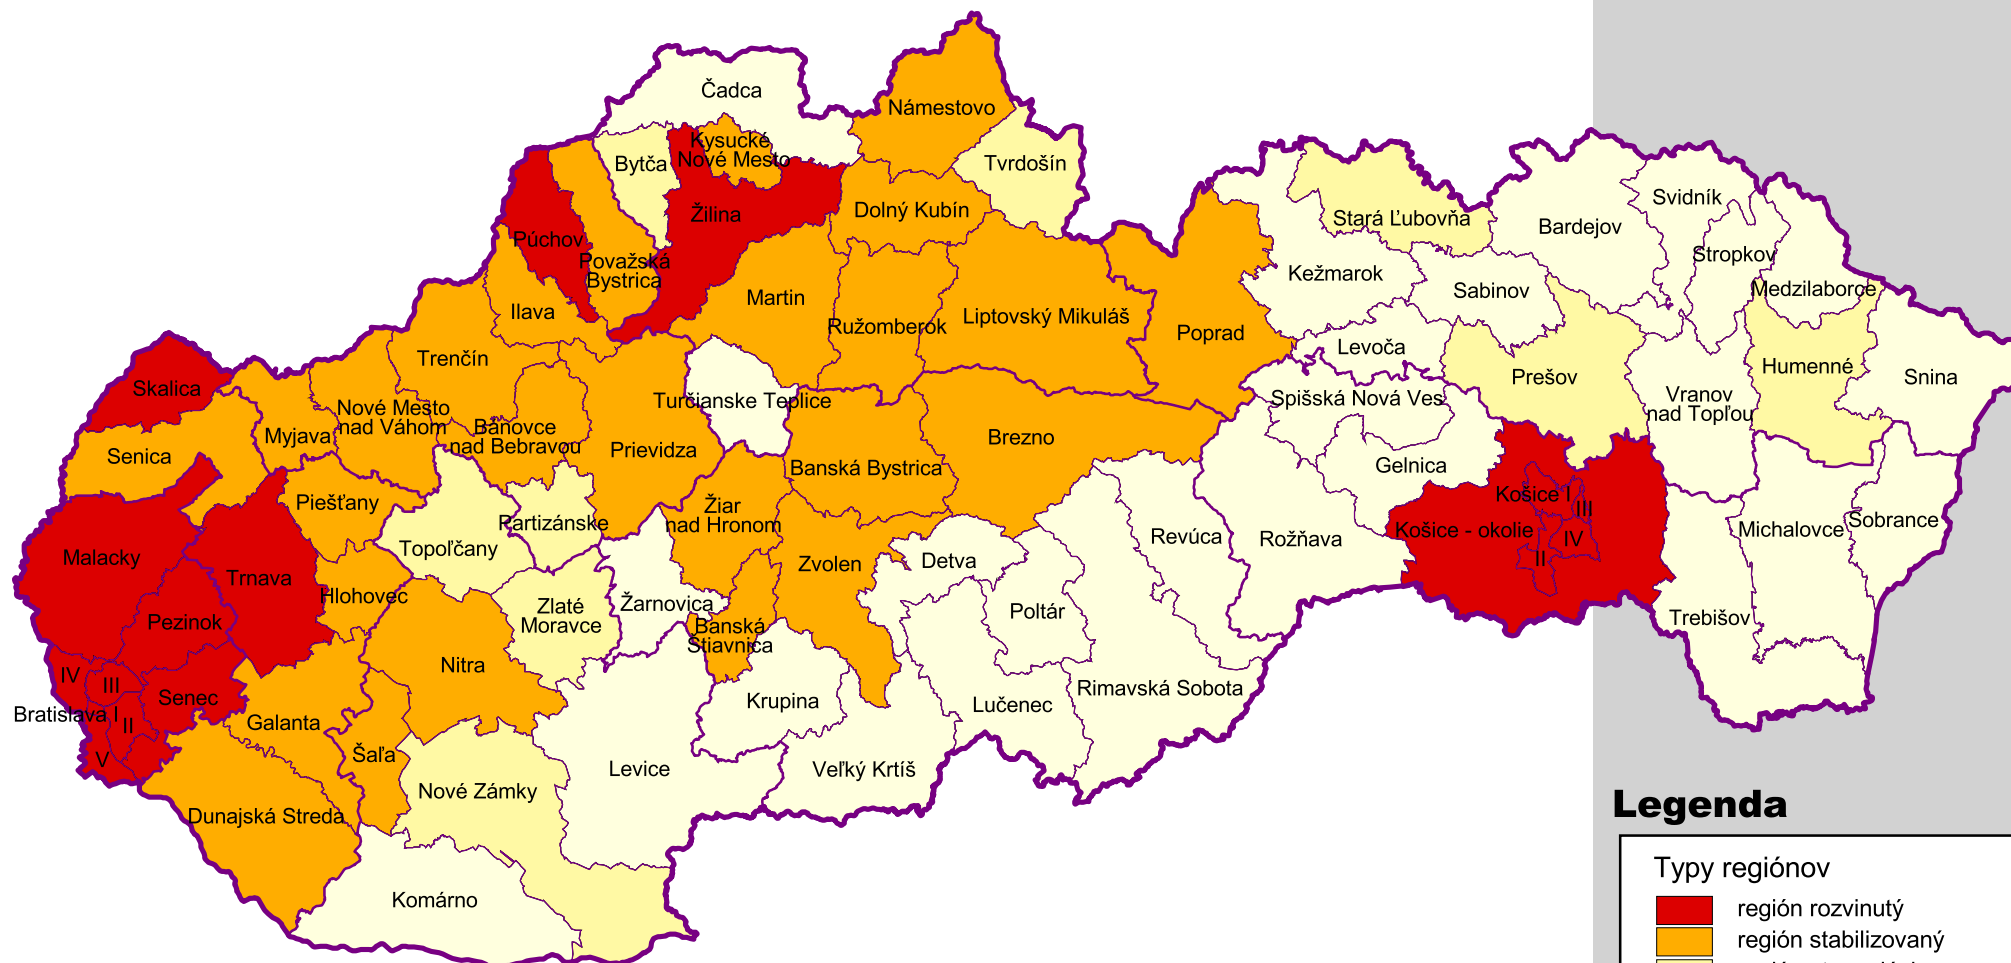 Čadca
Námestovo
Kysucké
Nové Mesto
Bytča
Tvrdošín
Žilina
Dolný Kubín
Púchov
Považská
Bystrica
Stará Ľubovňa
Svidník
Bardejov
Stropkov
Kežmarok
Sabinov
Medzilaborce
Ilava
Martin
Ružomberok
Liptovský Mikuláš
Poprad
Levoča
Trenčín
Prešov
Humenné
Snina
Skalica
Turčianske Teplice
Spišská Nová Ves
Vranov
nad Topľou
Nové Mesto
nad Váhom
Myjava
Bánovce
nad Bebravou
Prievidza
Brezno
Senica
Banská Bystrica
Gelnica
Piešťany
Partizánske
Žiar
nad Hronom
Košice I
III
Košice - okolie
IV
II
Michalovce
Sobrance
Malacky
Topoľčany
Zvolen
Detva
Revúca
Rožňava
Trnava
Hlohovec
Zlaté
Moravce
Žarnovica
Poltár
Pezinok
Banská
Štiavnica
Trebišov
Nitra
IV
III
Senec
Krupina
Rimavská Sobota
Lučenec
Bratislava I
II
Galanta
V
Šaľa
Levice
Veľký Krtíš
Nové Zámky
Dunajská Streda
Komárno
Legenda
Typy regiónov
región rozvinutý
región stabilizovaný